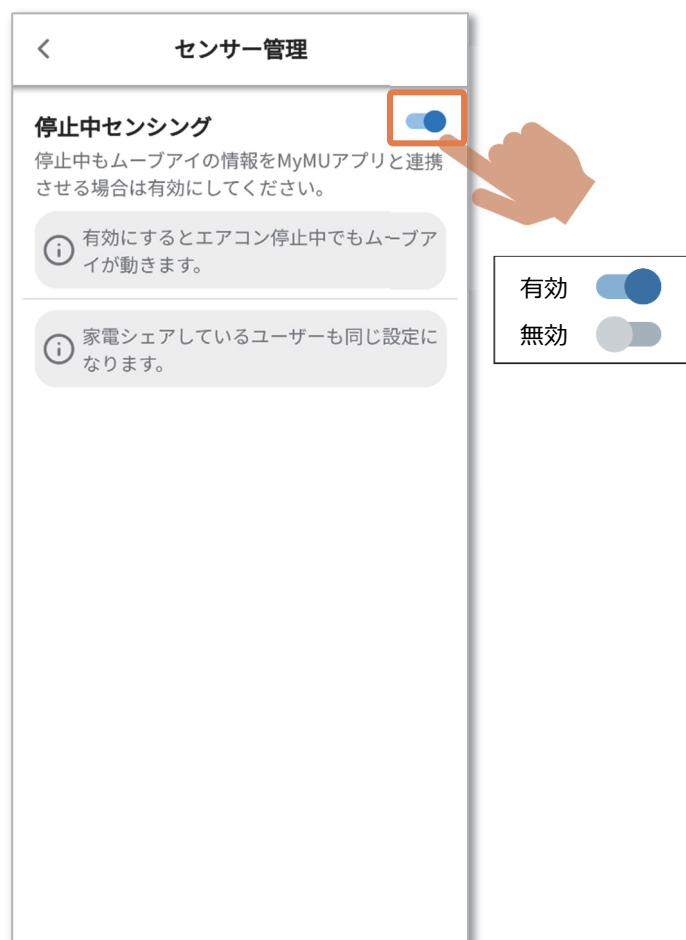 センサー管理
停止中センシング
停止中もムーブアイの情報をMyMUアプリと連携
させる場合は有効にしてください。
有効にするとエアコン停止中でもムーブア
イが動きます。
家電シェアしているユーザーも同じ設定に
なります。
有効
無効